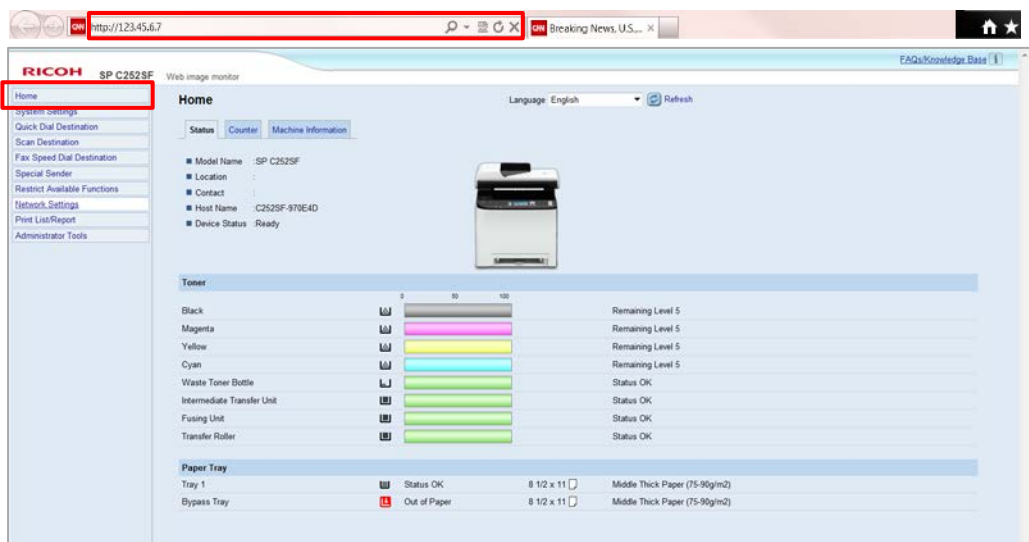 CNN http://123.45.6.7 CNN Breaking News, U.S,...
FAQs/Knowledge Base
RICOH SP C252SF Web image monitor
Home
System Settings
Quick Dial Destination
Scan Destination
Fax Speed Dial Destination
Special Sender
Restrict Available Functions
Network Settings
Print List/Report
Administrator Tools
Home Language English Refresh
Status Counter Machine Information
Model Name :SP C252SF
Location :
Contact :
Host Name :C252SF-970E4D
Device Status :Ready
Toner
0 50 100
Black Remaining Level 5
Magenta Remaining Level 5
Yellow Remaining Level 5
Cyan Remaining Level 5
Waste Toner Bottle Status OK
Intermediate Transfer Unit Status OK
Fusing Unit Status OK
Transfer Roller Status OK
Paper Tray
Tray 1 Status OK 8 1/2 x 11 Middle Thick Paper (75-90g/m2)
Bypass Tray Out of Paper 8 1/2 x 11 Middle Thick Paper (75-90g/m2)